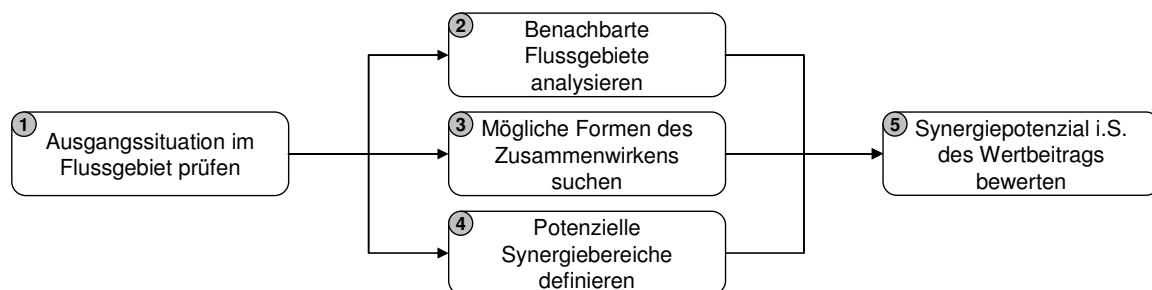 1
Ausgangssituation im
Flussgebiet prüfen
2
Benachbarte
Flussgebiete
analysieren
3
Mögliche Formen des
Zusammenwirkens
suchen
4
Potenzielle
Synergiebereiche
definieren
5
Synergiepotenzial i.S.
des Wertbeitrags
bewerten